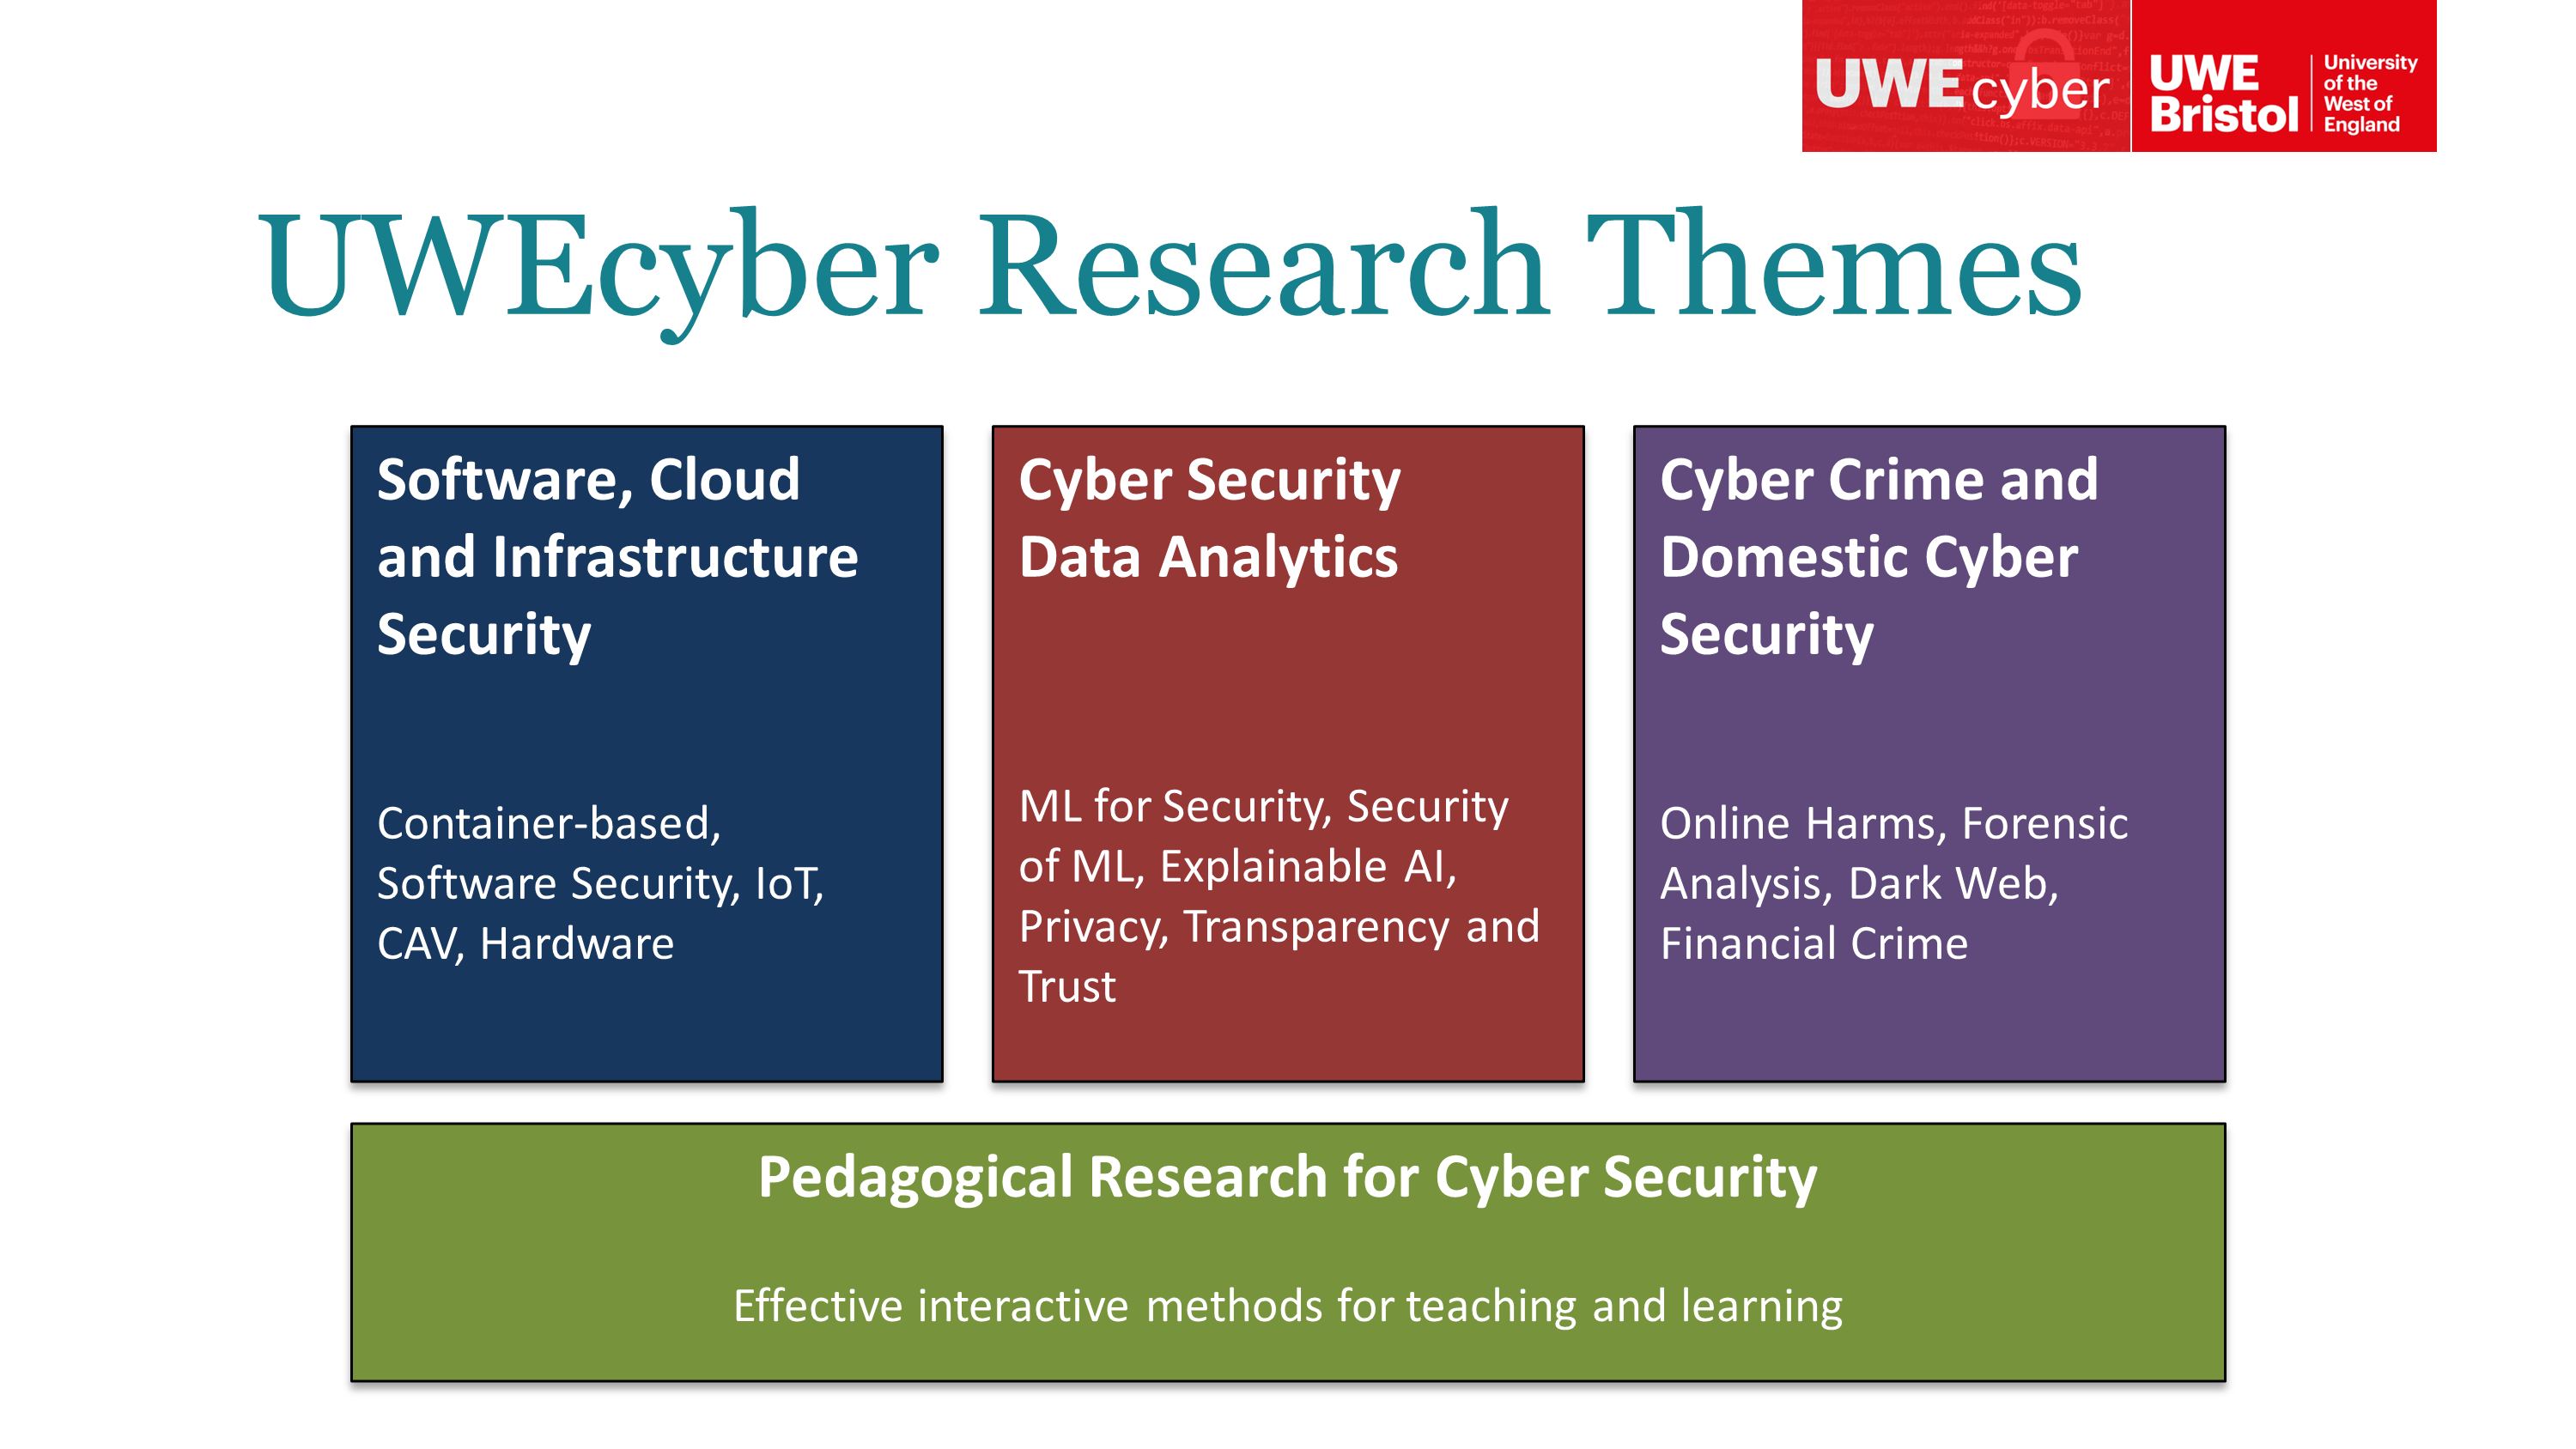 UWEcyber
UWE
Bristol
University
of the
West of
England
UWEcyber Research Themes
Software, Cloud
and Infrastructure
Security
Container-based,
Software Security, IoT,
CAV, Hardware
Cyber Security
Data Analytics
ML for Security, Security
of ML, Explainable AI,
Privacy, Transparency and
Trust
Cyber Crime and
Domestic Cyber
Security
Online Harms, Forensic
Analysis, Dark Web,
Financial Crime
Pedagogical Research for Cyber Security
Effective interactive methods for teaching and learning